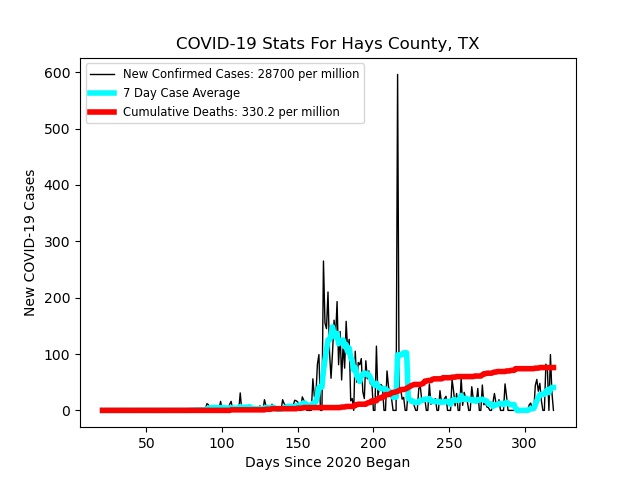 COVID-19 Stats For Hays County, TX
New Confirmed Cases: 28700 per million
7 Day Case Average
Cumulative Deaths: 330.2 per million
New COVID-19 Cases
600
500
400
300
200
100
0
50 100 150 200 250 300
Days Since 2020 Began